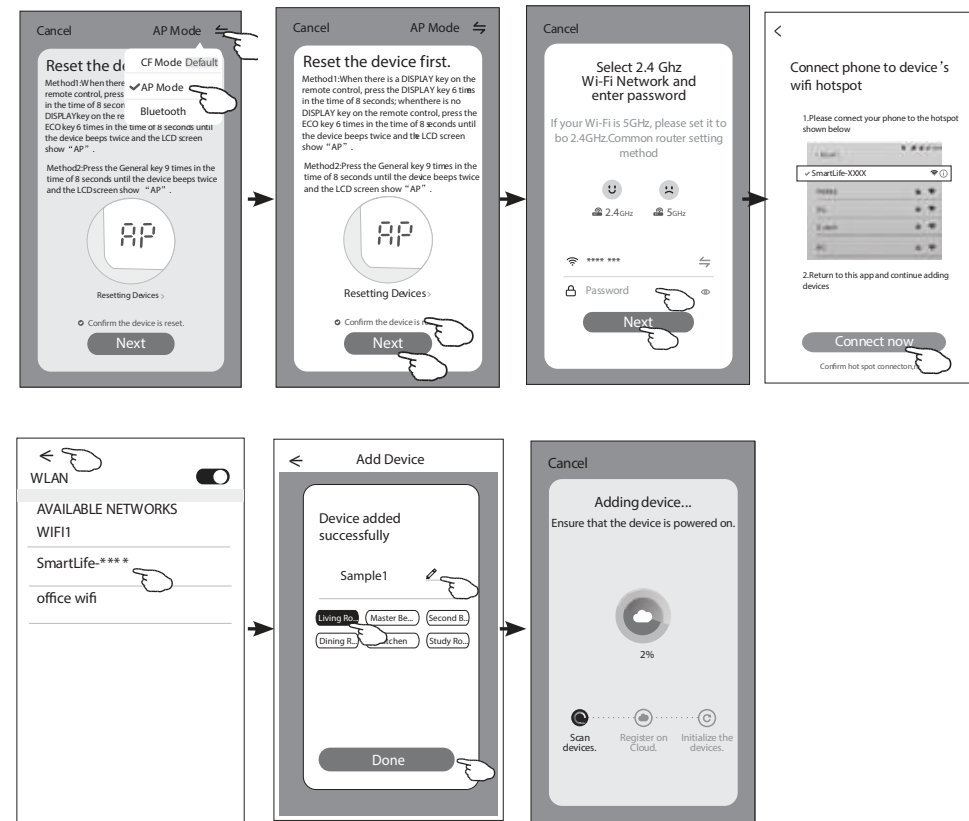 Cancel AP Mode
Reset the de
Method1:When there
remote control, press
in the time of 8 secon
DISPLAYkey on the re
ECO key 6 times in the time of 8 seconds until
the device beeps twice and the LCD screen
show “AP”.
Method2:Press the General key 9 times in the
time of 8 seconds until the device beeps twice
and the LCD screen show “AP”.
CF Mode Default
AP Mode
Bluetooth
AP
Resetting Devices >
Confirm the device is reset.
Next
Cancel AP Mode
Reset the device first.
Method1:When there is a DISPLAY key on the
remote control, press the DISPLAY key 6 times
in the time of 8 seconds; whenthere is no
DISPLAY key on the remote control, press the
ECO key 6 times in the time of 8 seconds until
the device beeps twice and the LCD screen
show “AP”.
Method2:Press the General key 9 times in the
time of 8 seconds until the device beeps twice
and the LCD screen show “AP”.
AP
Resetting Devices >
Confirm the device is r
Next
Cancel
Select 2.4 Ghz
Wi-Fi Network and
enter password
If your Wi-Fi is 5GHz, please set it to
bo 2.4GHz.Common router setting
method
2.4GHz 5GHz
**** ***
Password
Next
<
Connect phone to device's
wifi hotspot
1.Please connect your phone to the hotspot
shown below
SmartLife-XXXX
2.Return to this app and continue adding
devices
Connect now
Confirm hot spot connecton,
WLAN
AVAILABLE NETWORKS
WIFI1
SmartLife-****
office wifi
Add Device
Device added
successfully
Sample1
Living Ro... Master Be... Second B...
Dining R... tchen Study Ro...
Done
Cancel
Adding device...
Ensure that the device is powered on.
2%
Scan
devices.
Register on
Cloud.
Initialize the
devices.